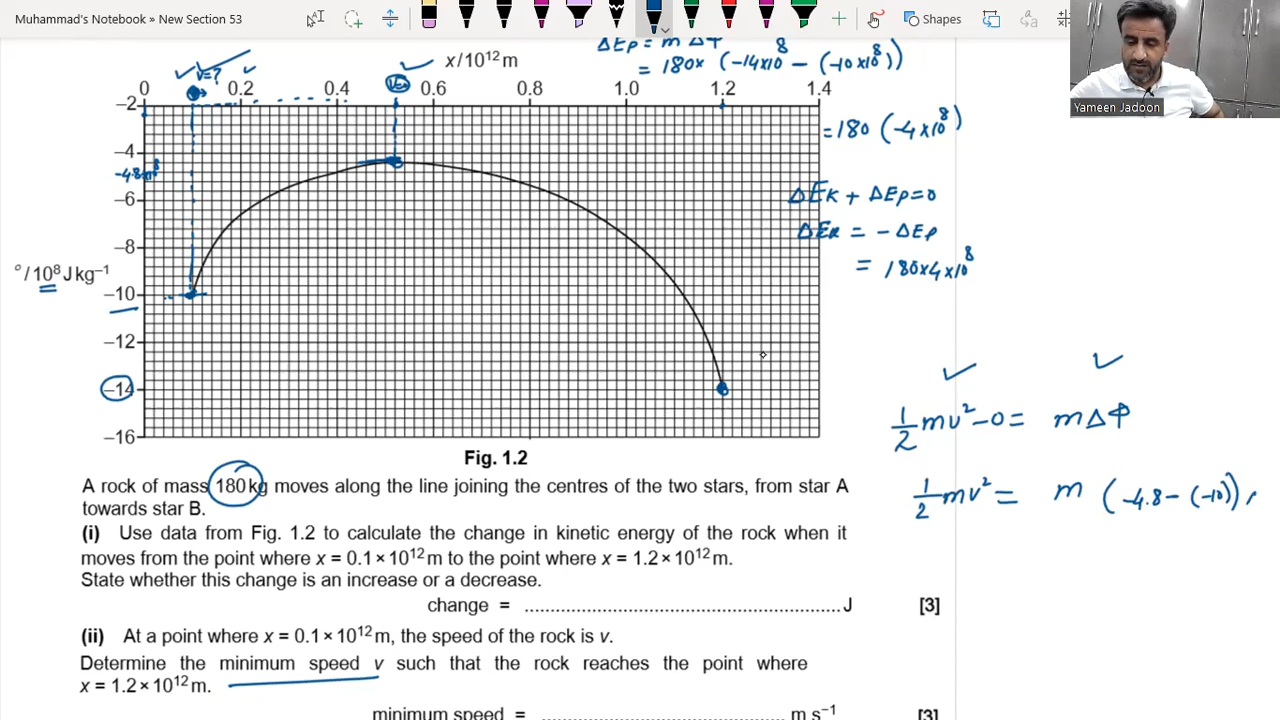 Muhammad's Notebook » New Section 53
Shapes
Yameen Jadoon
ΔEp = m Δφ
= 180× (-14×10⁸ - (-10×10⁸))
= 180 (-4×10⁸)
ΔEK + ΔEp = 0
ΔEK = - ΔEp
= 180×4×10⁸
v=?
v=0
x/10¹² m
0 0.2 0.4 0.6 0.8 1.0 1.2 1.4
−2
−4
-4.8×10⁸
−6
−8
/10⁸ J kg⁻¹
−10
−12
−14
−16
½mv² - 0 = mΔφ
½mv² = m (-4.8 - (-10))
Fig. 1.2
A rock of mass 180 kg moves along the line joining the centres of the two stars, from star A
towards star B.
(i) Use data from Fig. 1.2 to calculate the change in kinetic energy of the rock when it
moves from the point where x = 0.1 × 10¹² m to the point where x = 1.2 × 10¹² m.
State whether this change is an increase or a decrease.
change = ............................................................ J [3]
(ii) At a point where x = 0.1 × 10¹² m, the speed of the rock is v.
Determine the minimum speed v such that the rock reaches the point where
x = 1.2 × 10¹² m.
minimum speed = ............................................ m s⁻¹ [3]